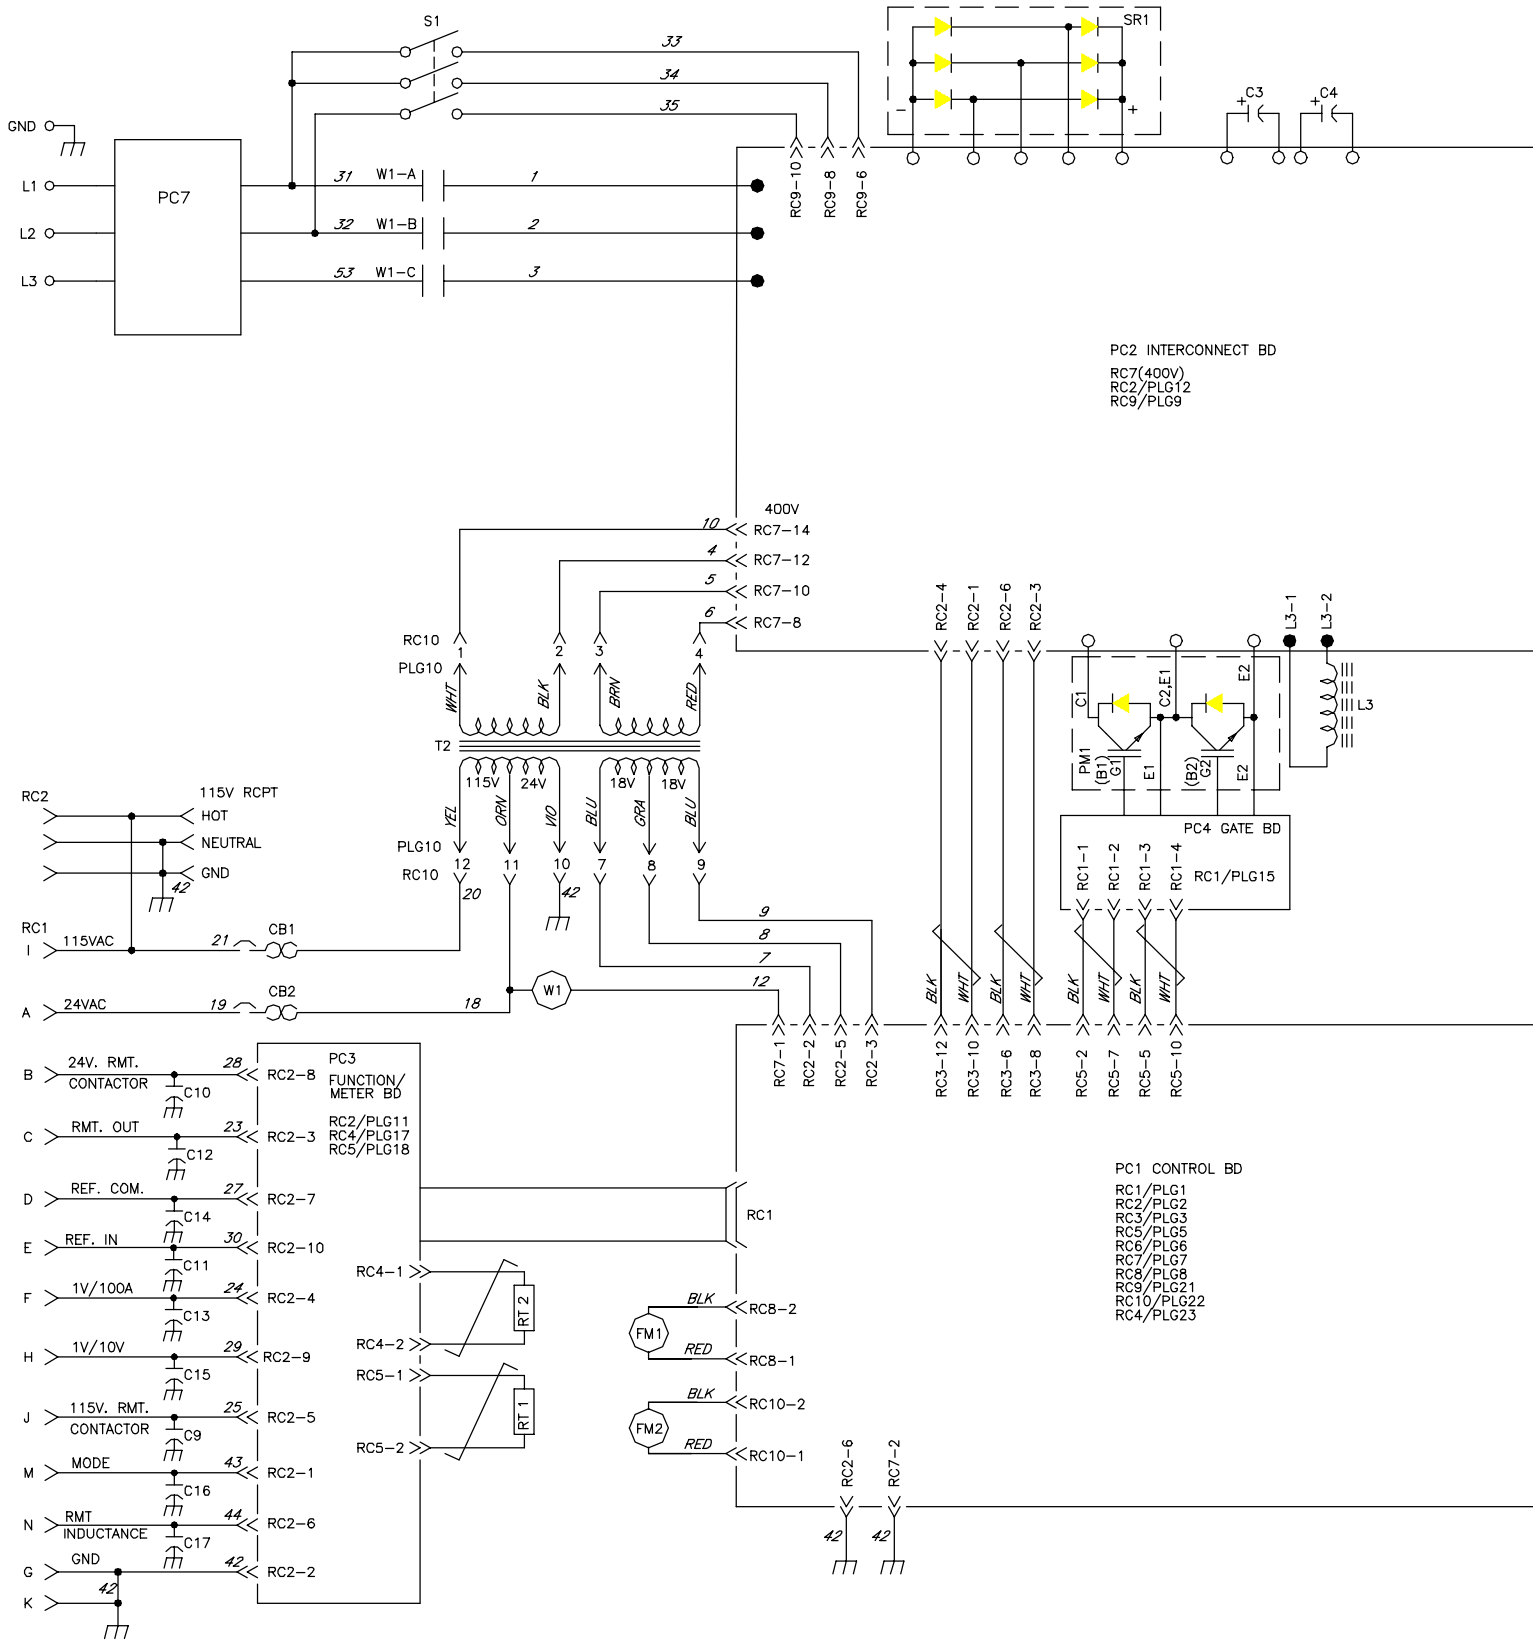 S1
33
34
35
SR1
-
+
+ C3
+ C4
GND
L1
L2
L3
PC7
31 W1-A 1
32 W1-B 2
53 W1-C 3
RC9-10
RC9-8
RC9-6
PC2 INTERCONNECT BD
RC7(400V)
RC2/PLG12
RC9/PLG9
400V
10 RC7-14
4 RC7-12
5 RC7-10
6 RC7-8
RC10
1 2 3 4
PLG10
WHT
BLK
BRN
RED
T2
115V 24V 18V 18V
YEL
ORN
VIO
BLU
GRA
BLU
PLG10
12 11 10 7 8 9
RC10
20
42
RC2
115V RCPT
HOT
NEUTRAL
GND
42
RC1
I 115VAC 21 CB1
A 24VAC 19 CB2 18
W1
9
8
7
12
RC7-1
RC2-2
RC2-5
RC2-3
RC2-4
RC2-1
RC2-6
RC2-3
BLK
WHT
BLK
WHT
RC3-12
RC3-10
RC3-6
RC3-8
C1
C2,E1
E2
PM1
(B1)
G1
E1
(B2)
G2
E2
L3-1
L3-2
L3
PC4 GATE BD
RC1-1
RC1-2
RC1-3
RC1-4
RC1/PLG15
BLK
WHT
BLK
WHT
RC5-2
RC5-7
RC5-5
RC5-10
PC3
FUNCTION/
METER BD
RC2/PLG11
RC4/PLG17
RC5/PLG18
B 24V. RMT.
CONTACTOR
28 RC2-8
C10
C RMT. OUT 23 RC2-3
C12
D REF. COM. 27 RC2-7
C14
E REF. IN 30 RC2-10
C11
F 1V/100A 24 RC2-4
C13
H 1V/10V 29 RC2-9
C15
J 115V. RMT.
CONTACTOR
25 RC2-5
C9
M MODE 43 RC2-1
C16
N RMT
INDUCTANCE
44 RC2-6
C17
G GND 42 RC2-2
42
K
RC4-1
RT 2
RC4-2
RC5-1
RT 1
RC5-2
RC1
BLK RC8-2
FM1
RED RC8-1
BLK RC10-2
FM2
RED RC10-1
RC2-6
RC7-2
42
42
PC1 CONTROL BD
RC1/PLG1
RC2/PLG2
RC3/PLG3
RC5/PLG5
RC6/PLG6
RC7/PLG7
RC8/PLG8
RC9/PLG21
RC10/PLG22
RC4/PLG23